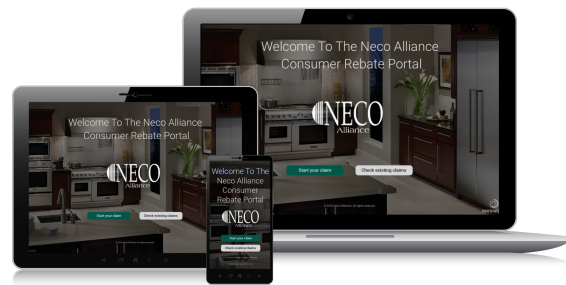 Welcome To The Neco Alliance
Consumer Rebate Portal
NECO
Alliance
Start your claim
Check existing claims
Welcome To The Neco Alliance
Consumer Rebate Portal
NECO
Alliance
Start your claim
Check existing claims
Welcome To The
Neco Alliance
Consumer
Rebate Portal
NECO
Alliance
Start your claim
Check existing claims